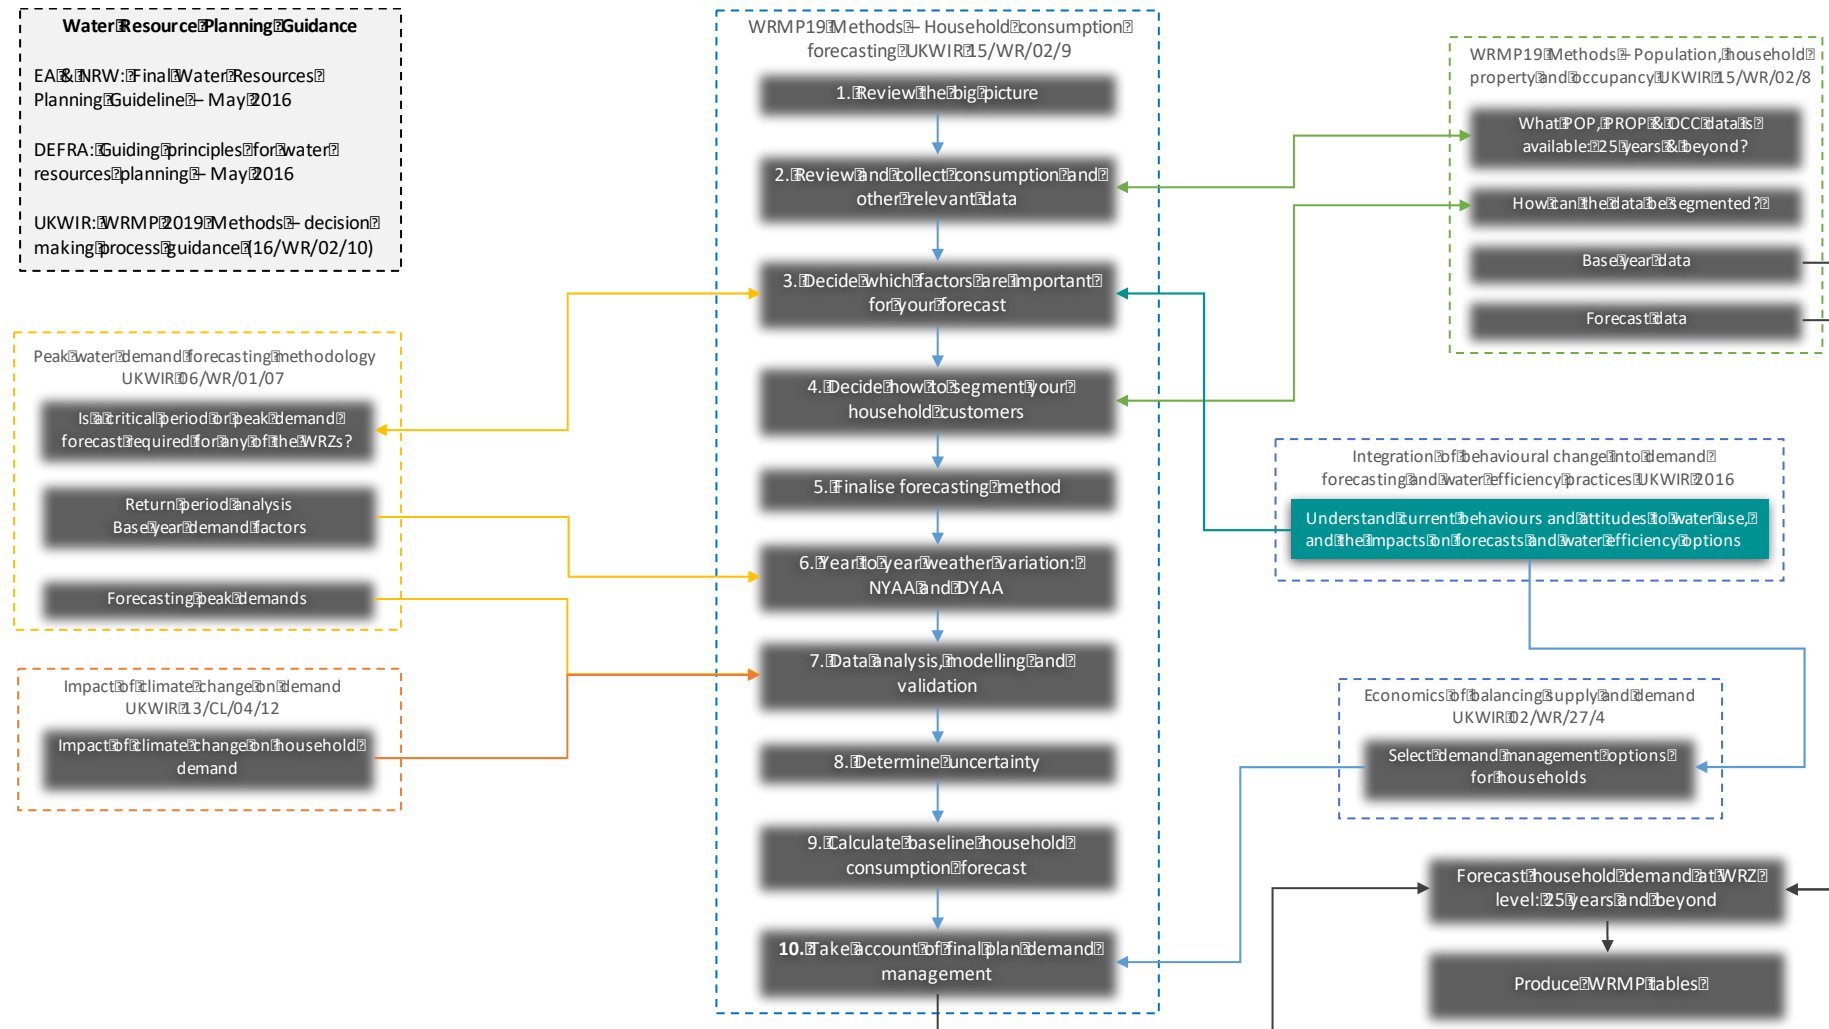 Water Resource Planning Guidance
EA & NRW: Final Water Resources
Planning Guideline – May 2016
DEFRA: Guiding principles for water
resources planning – May 2016
UKWIR: WRMP 2019 Methods – decision
making process guidance (16/WR/02/10)
Peak water demand forecasting methodology
UKWIR 06/WR/01/07
Is a critical period or peak demand
forecast required for any of the WRZs?
Return period analysis
Base year demand factors
Forecasting peak demands
Impact of climate change on demand
UKWIR 13/CL/04/12
Impact of climate change on household
demand
WRMP19 Methods – Household consumption
forecasting UKWIR 15/WR/02/9
1. Review the big picture
2. Review and collect consumption and
other relevant data
3. Decide which factors are important
for your forecast
4. Decide how to segment your
household customers
5. Finalise forecasting method
6. Year to year weather variation:
NYAA and DYAA
7. Data analysis, modelling and
validation
8. Determine uncertainty
9. Calculate baseline household
consumption forecast
10. Take account of final plan demand
management
WRMP19 Methods – Population, household
property and occupancy UKWIR 15/WR/02/8
What POP, PROP & OCC data is
available: 25 years & beyond?
How can the data be segmented?
Base year data
Forecast data
Integration of behavioural change into demand
forecasting and water efficiency practices UKWIR 2016
Understand current behaviours and attitudes to water use,
and the impacts on forecasts and water efficiency options
Economics of balancing supply and demand
UKWIR 02/WR/27/4
Select demand management options
for households
Forecast household demand at WRZ
level: 25 years and beyond
Produce WRMP tables